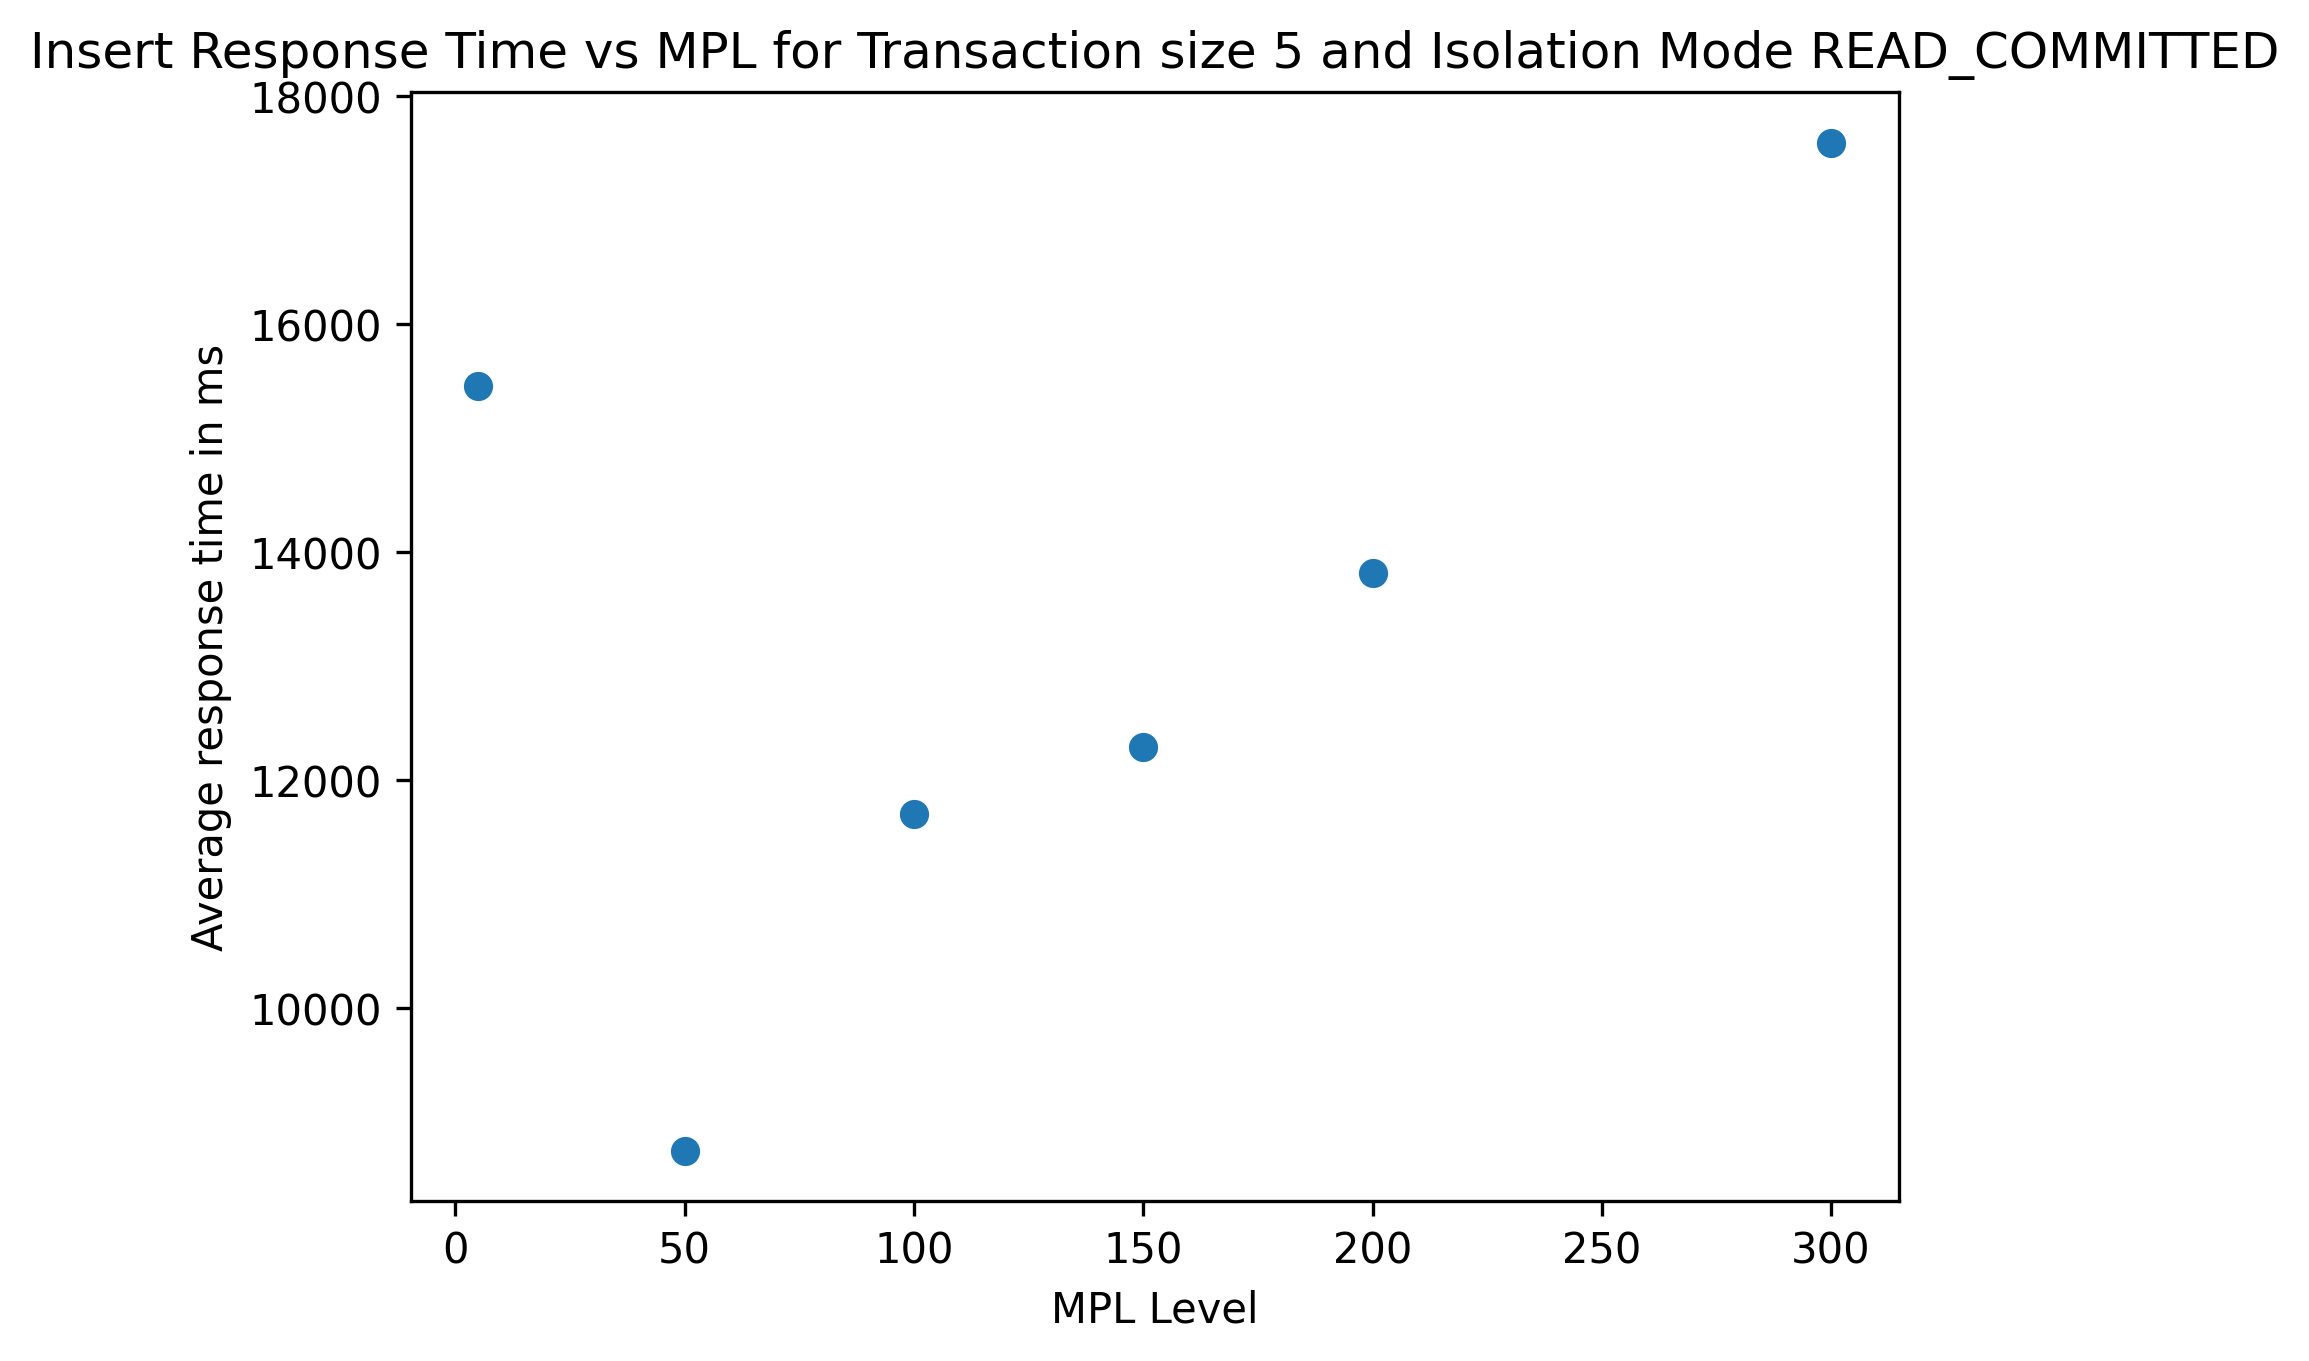 Insert Response Time vs MPL for Transaction size 5 and Isolation Mode READ_COMMITTED
18000
16000
14000
12000
10000
Average response time in ms
0 50 100 150 200 250 300
MPL Level